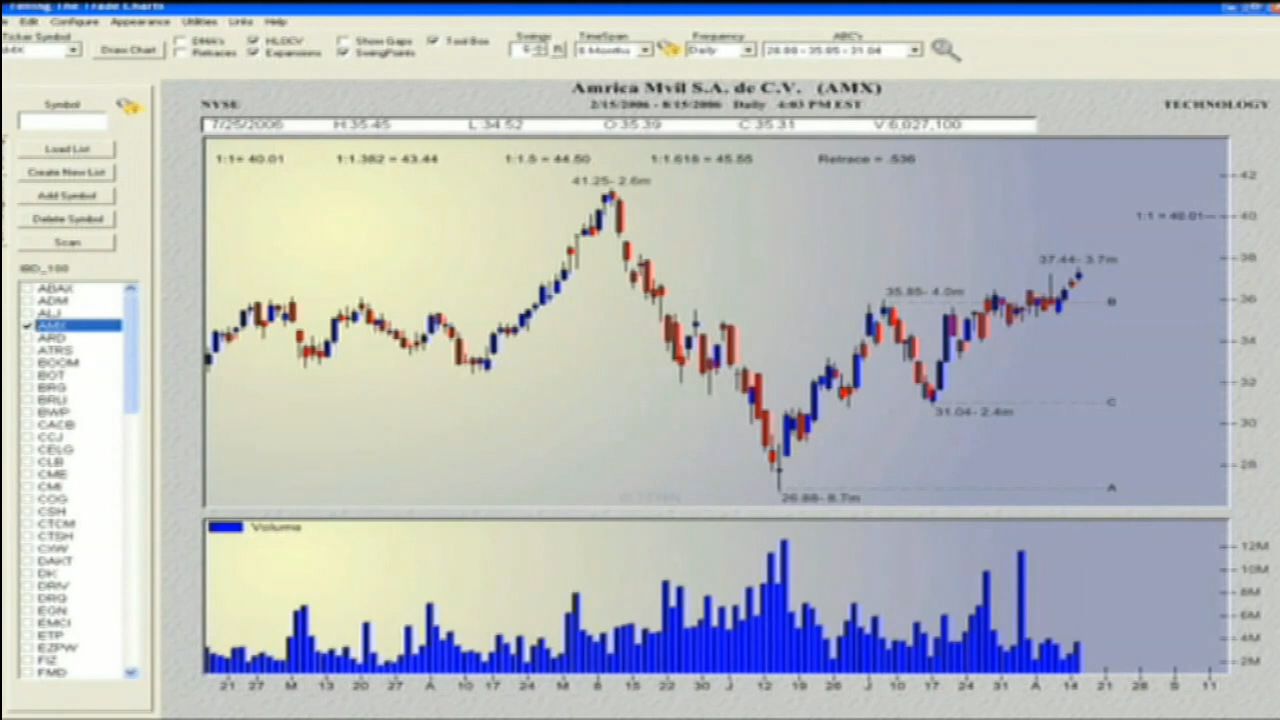 Telling The Trade Charts
Edit Configure Appearance Utilities Links Help
Ticker Symbol
AMX
Draw Chart
DMA's
Retraces
HLOCV
Expansions
Show Gaps
SwingPoints
Tool Box
Swings
TimeSpan
6 Months
Frequency
Daily
ABC's
26.88 - 35.85 - 31.04
Amrica Mvil S.A. de C.V. (AMX)
NYSE
2/15/2006 - 8/15/2006 Daily 4:03 PM EST
TECHNOLOGY
7/25/2006 H:35.45 L:34.52 O:35.39 C:35.31 V:6,027,100
1:1= 40.01 1:1.382 = 43.44 1:1.5 = 44.50 1:1.618 = 45.55 Retrace = .536
41.25- 2.6m
1:1 = 40.01
37.44- 3.7m
35.85- 4.0m
B
C
31.04- 2.4m
A
26.88- 8.7m
42
40
38
36
34
32
30
28
Volume
12M
10M
8M
6M
4M
2M
21 27 M 13 20 27 A 10 17 24 M 8 15 22 30 J 12 19 26 J 10 17 24 31 A 14 21 28 S 11
Symbol
Load List
Create New List
Add Symbol
Delete Symbol
Scan
IBD_100
ABAX
ADM
ALJ
AMX
ARD
ATRS
BOOM
BOT
BRG
BRLI
BWP
CACB
CCJ
CELG
CLB
CME
CMI
COG
CSH
CTCM
CTSH
CXW
DAKT
DK
DRIV
DRQ
EGN
EMCI
ETP
EZPW
FIZ
FMD